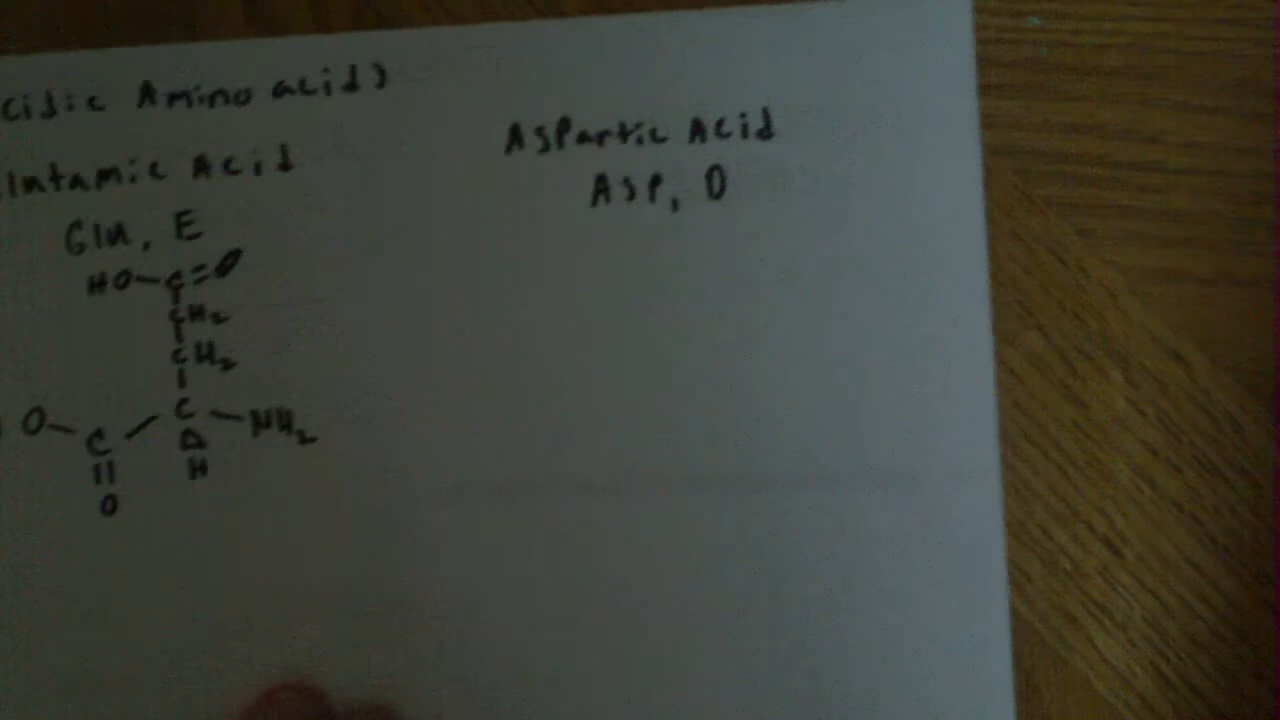 cidic Amino acids
lutamic Acid
Glu, E
Aspartic Acid
Asp, D
HO-C=O
CH2
CH2
O-C-C-NH2
O
H